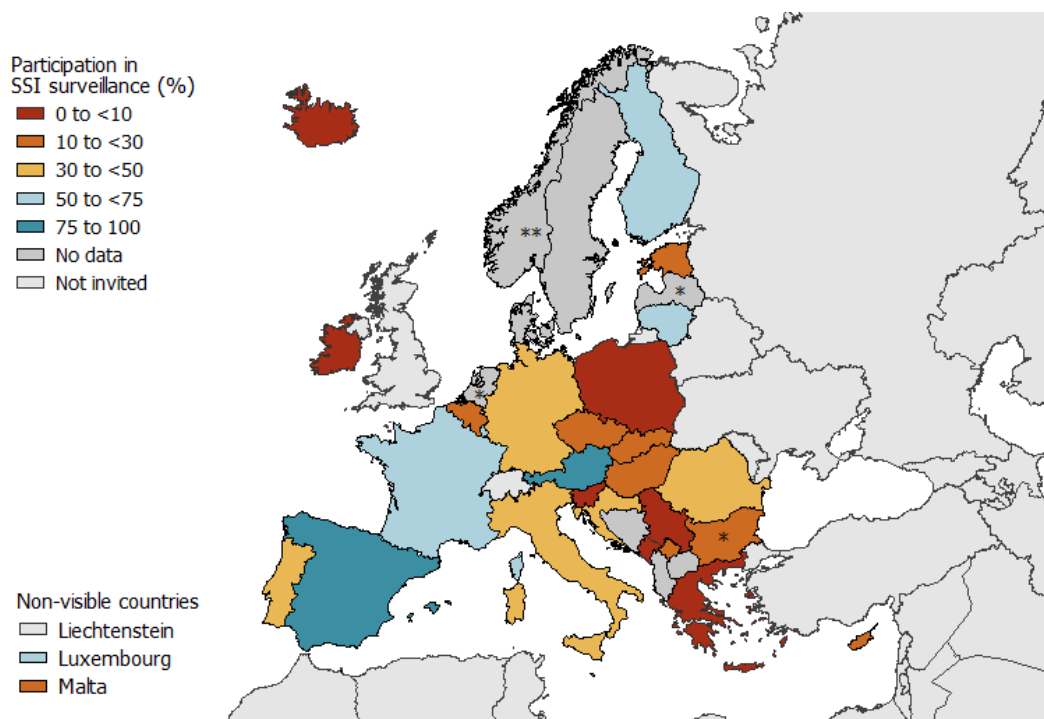 Participation in
SSI surveillance (%)
0 to <10
10 to <30
30 to <50
50 to <75
75 to 100
No data
Not invited
**
*
*
*
Non-visible countries
Liechtenstein
Luxembourg
Malta